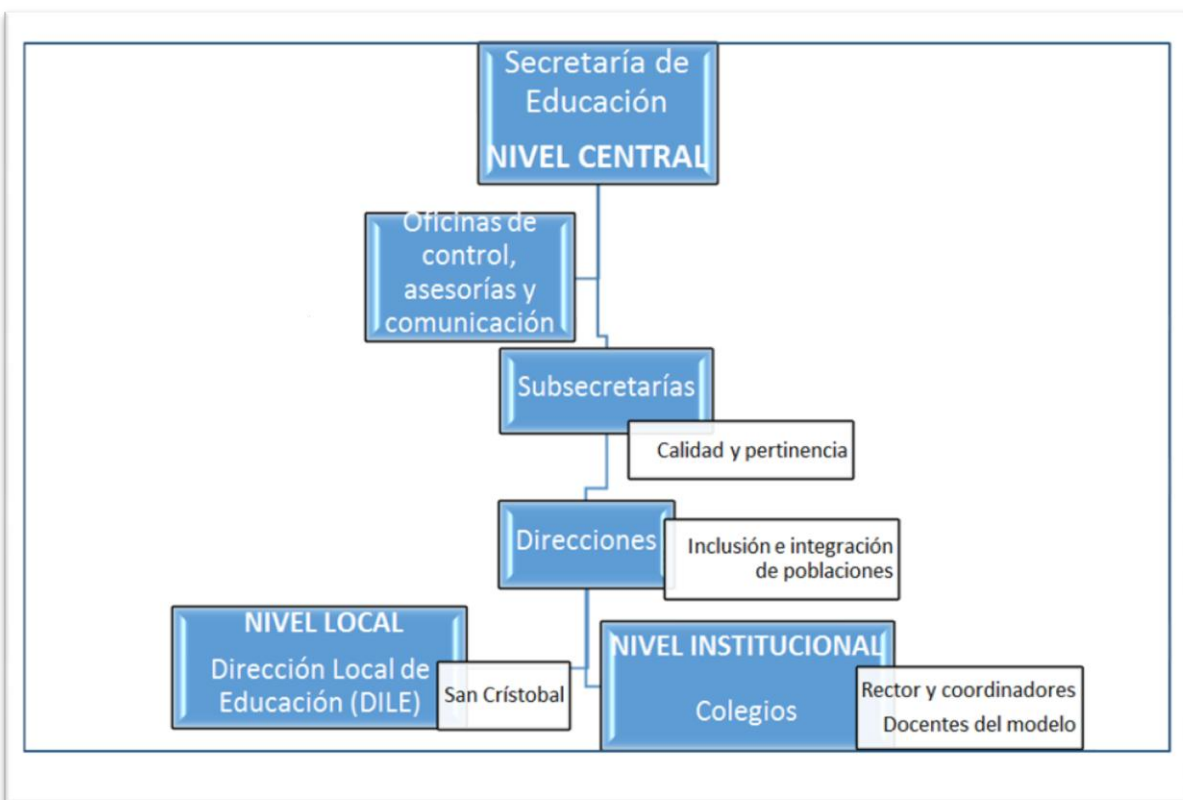 Secretaría de
Educación
NIVEL CENTRAL
Oficinas de
control,
asesorías y
comunicación
Subsecretarías
Calidad y pertinencia
Direcciones
Inclusión e integración
de poblaciones
NIVEL LOCAL
Dirección Local de
Educación (DILE)
San Crístobal
NIVEL INSTITUCIONAL
Colegios
Rector y coordinadores
Docentes del modelo